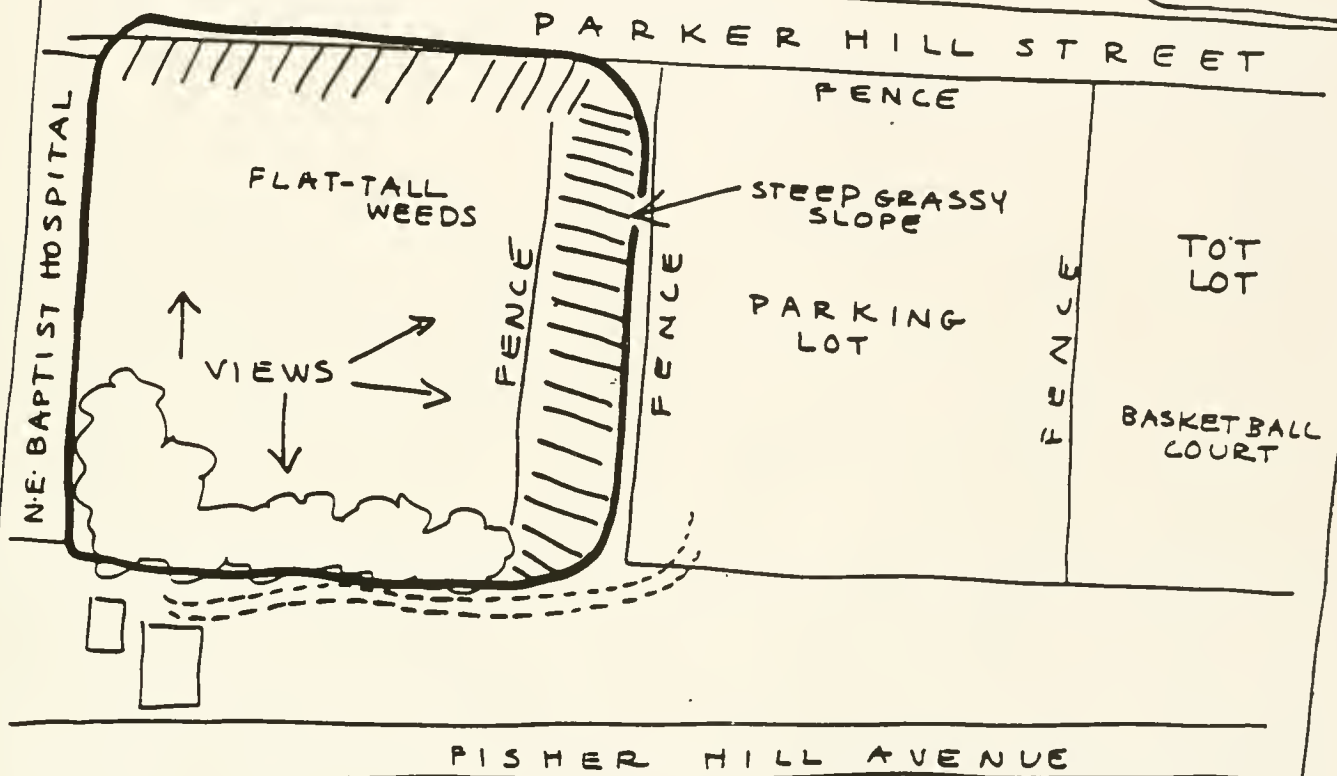 PARKER HILL STREET
FENCE
N.E. BAPTIST HOSPITAL
FLAT-TALL
WEEDS
STEEP GRASSY
SLOPE
TOT
LOT
FENCE
FENCE
FENCE
PARKING
LOT
VIEWS
BASKETBALL
COURT
FISHER HILL AVENUE